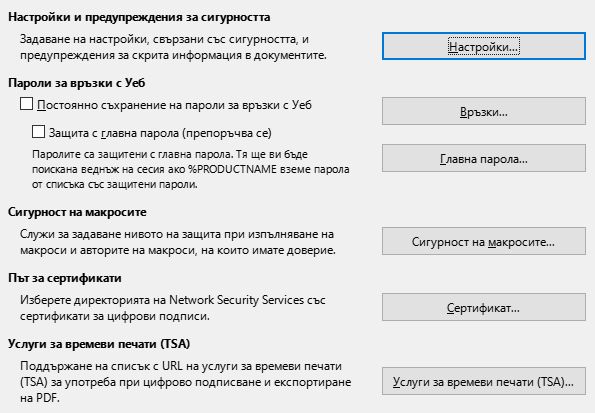 Настройки и предупреждения за сигурността
Задаване на настройки, свързани със сигурността, и
предупреждения за скрита информация в документите.
Настройки...
Пароли за връзки с Уеб
Постоянно съхранение на пароли за връзки с Уеб
Връзки...
Защита с главна парола (препоръчва се)
Паролите са защитени с главна парола. Тя ще ви бъде
поискана веднъж на сесия ако %PRODUCTNAME вземе парола
от списъка със защитени пароли.
Главна парола...
Сигурност на макросите
Служи за задаване нивото на защита при изпълняване на
макроси и авторите на макроси, на които имате доверие.
Сигурност на макросите...
Път за сертификати
Изберете директорията на Network Security Services със
сертификати за цифрови подписи.
Сертификат...
Услуги за времеви печати (TSA)
Поддържане на списък с URL на услуги за времеви печати
(TSA) за употреба при цифрово подписване и експортиране
на PDF.
Услуги за времеви печати (TSA)...